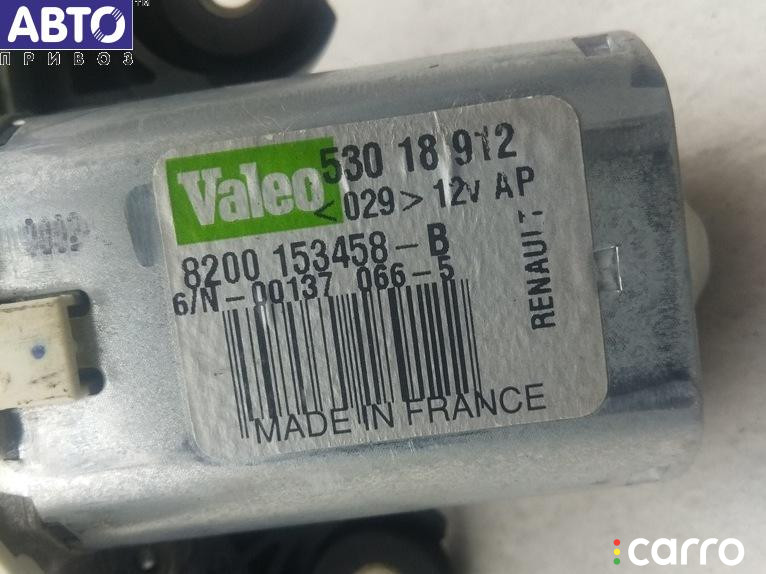 АВТО™
ПРИВОЗ
Valeo
530 18 912
<029> 12V AP
8200 153458-B
6/N-00137 066-5
RENAULT
MADE IN FRANCE
carro